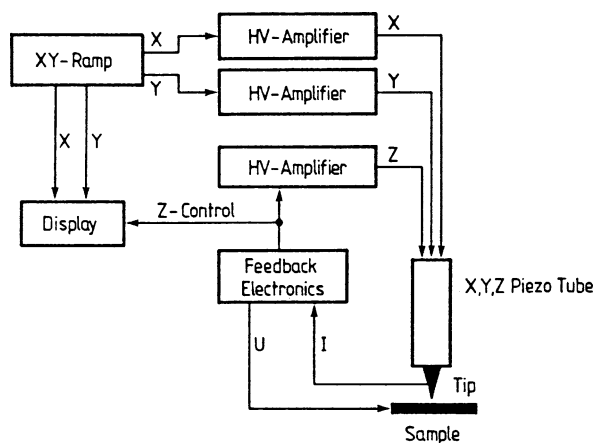 X
HV-Amplifier
X
XY-Ramp
Y
HV-Amplifier
Y
X
Y
HV-Amplifier
Z
Display
Z-Control
Feedback
Electronics
X,Y,Z Piezo Tube
U
I
Tip
Sample